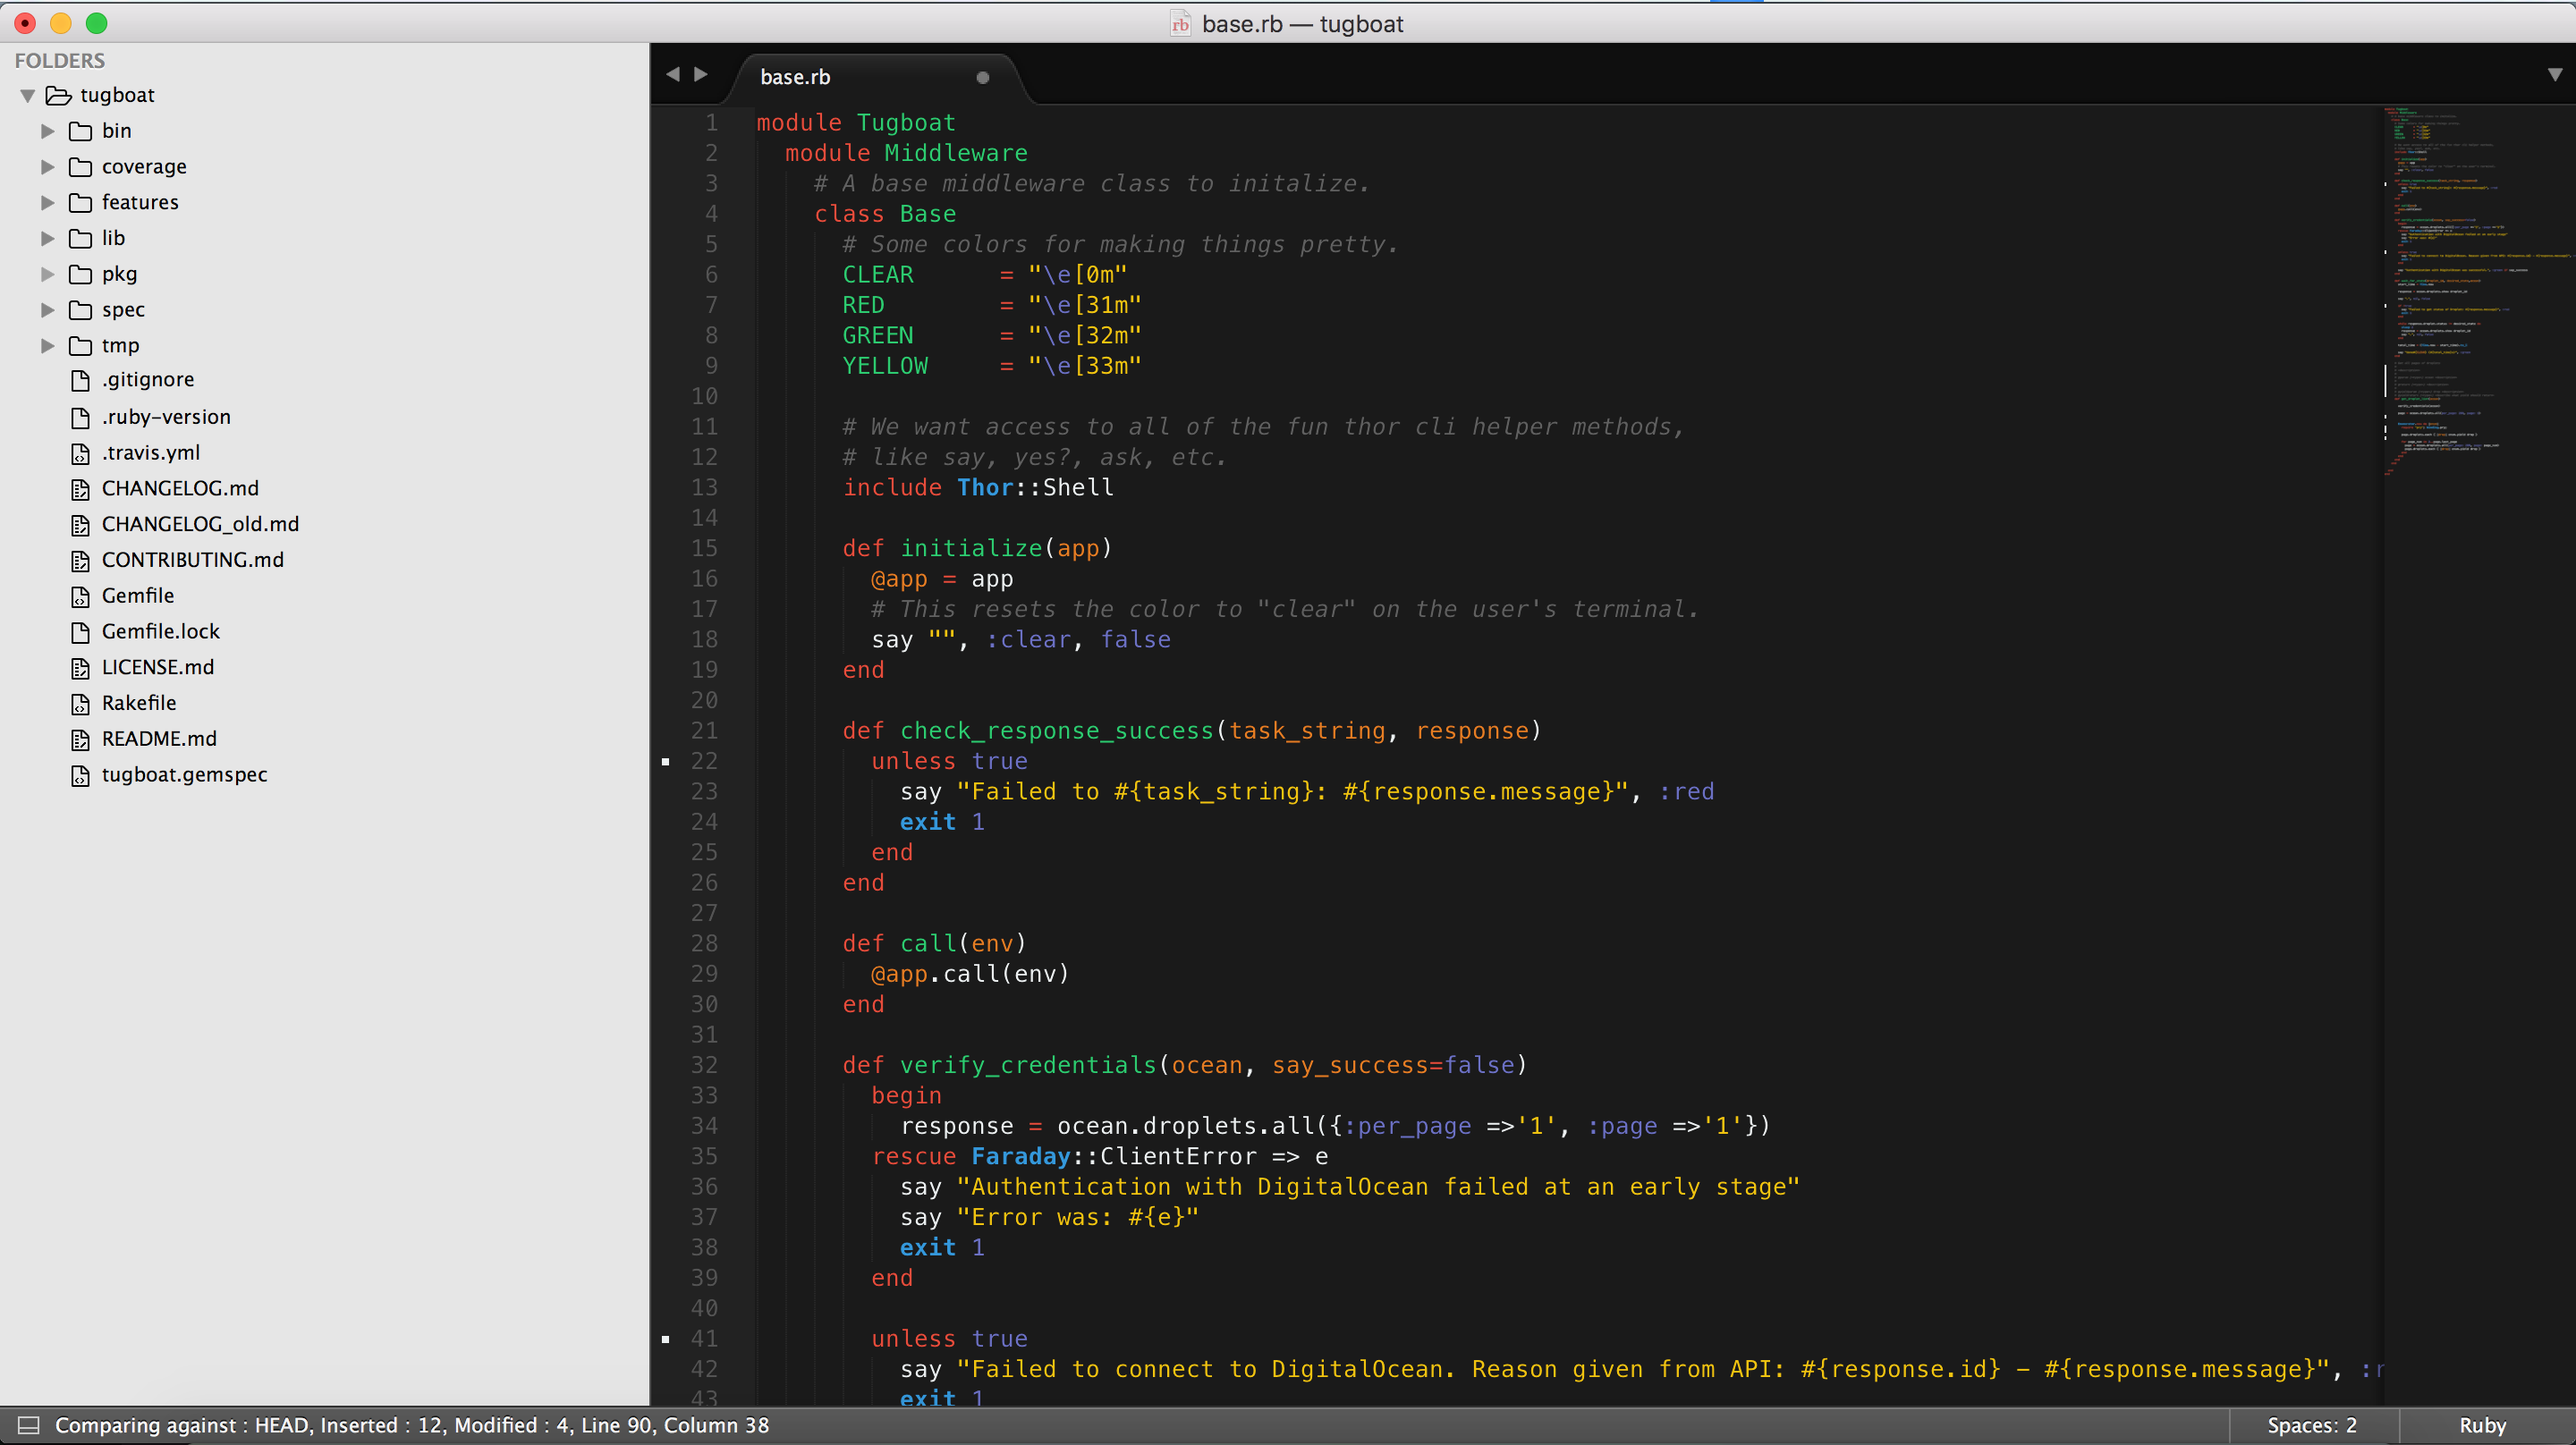 base.rb — tugboat
FOLDERS
tugboat
bin
coverage
features
lib
pkg
spec
tmp
.gitignore
.ruby-version
.travis.yml
CHANGELOG.md
CHANGELOG_old.md
CONTRIBUTING.md
Gemfile
Gemfile.lock
LICENSE.md
Rakefile
README.md
tugboat.gemspec
base.rb
1 module Tugboat
2   module Middleware
3     # A base middleware class to initalize.
4     class Base
5       # Some colors for making things pretty.
6       CLEAR      = "\e[0m"
7       RED        = "\e[31m"
8       GREEN      = "\e[32m"
9       YELLOW     = "\e[33m"
10
11       # We want access to all of the fun thor cli helper methods,
12       # like say, yes?, ask, etc.
13       include Thor::Shell
14
15       def initialize(app)
16         @app = app
17         # This resets the color to "clear" on the user's terminal.
18         say "", :clear, false
19       end
20
21       def check_response_success(task_string, response)
22         unless true
23           say "Failed to #{task_string}: #{response.message}", :red
24           exit 1
25         end
26       end
27
28       def call(env)
29         @app.call(env)
30       end
31
32       def verify_credentials(ocean, say_success=false)
33         begin
34           response = ocean.droplets.all({:per_page =>'1', :page =>'1'})
35         rescue Faraday::ClientError => e
36           say "Authentication with DigitalOcean failed at an early stage"
37           say "Error was: #{e}"
38           exit 1
39         end
40
41         unless true
42           say "Failed to connect to DigitalOcean. Reason given from API: #{response.id} - #{response.message}", :r
43           exit 1
Comparing against : HEAD, Inserted : 12, Modified : 4, Line 90, Column 38
Spaces: 2
Ruby